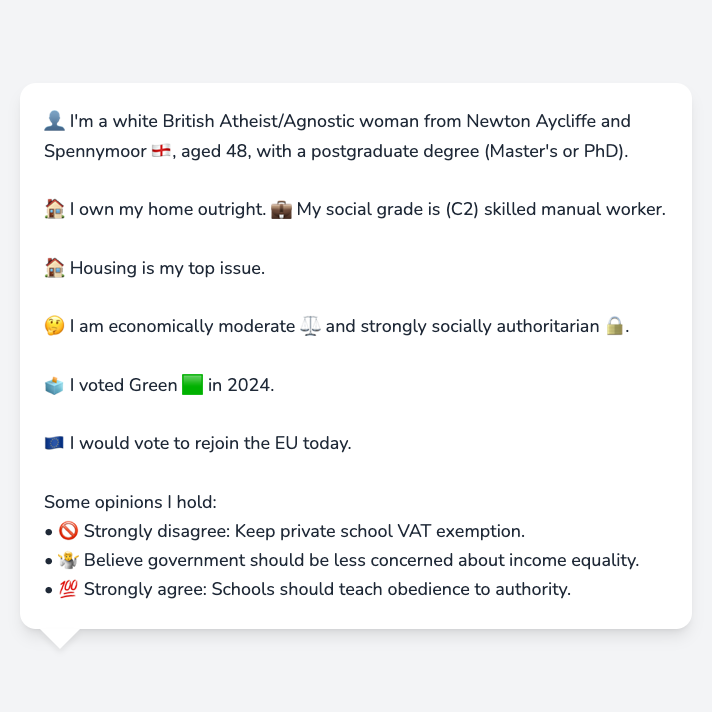 👤 I'm a white British Atheist/Agnostic woman from Newton Aycliffe and
Spennymoor 🏴󠁧󠁢󠁥󠁮󠁧󠁿, aged 48, with a postgraduate degree (Master's or PhD).
🏠 I own my home outright. 💼 My social grade is (C2) skilled manual worker.
🏠 Housing is my top issue.
🤔 I am economically moderate ⚖️ and strongly socially authoritarian 🔒.
🗳️ I voted Green 🟩 in 2024.
🇪🇺 I would vote to rejoin the EU today.
Some opinions I hold:
• 🚫 Strongly disagree: Keep private school VAT exemption.
• 🤷 Believe government should be less concerned about income equality.
• 💯 Strongly agree: Schools should teach obedience to authority.